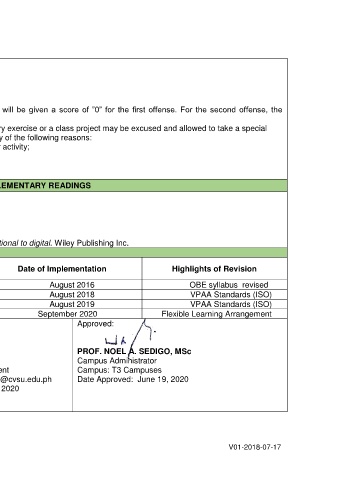 will be given a score of "0" for the first offense. For the second offense, the
ry exercise or a class project may be excused and allowed to take a special
y of the following reasons:
activity;
EMENTARY READINGS
tional to digital. Wiley Publishing Inc.
Date of Implementation Highlights of Revision
August 2016 OBE syllabus revised
August 2018 VPAA Standards (ISO)
August 2019 VPAA Standards (ISO)
September 2020 Flexible Learning Arrangement
Approved:
PROF. NOEL A. SEDIGO, MSc
Campus Administrator
ent Campus: T3 Campuses
@cvsu.edu.ph Date Approved: June 19, 2020
2020
V01-2018-07-17